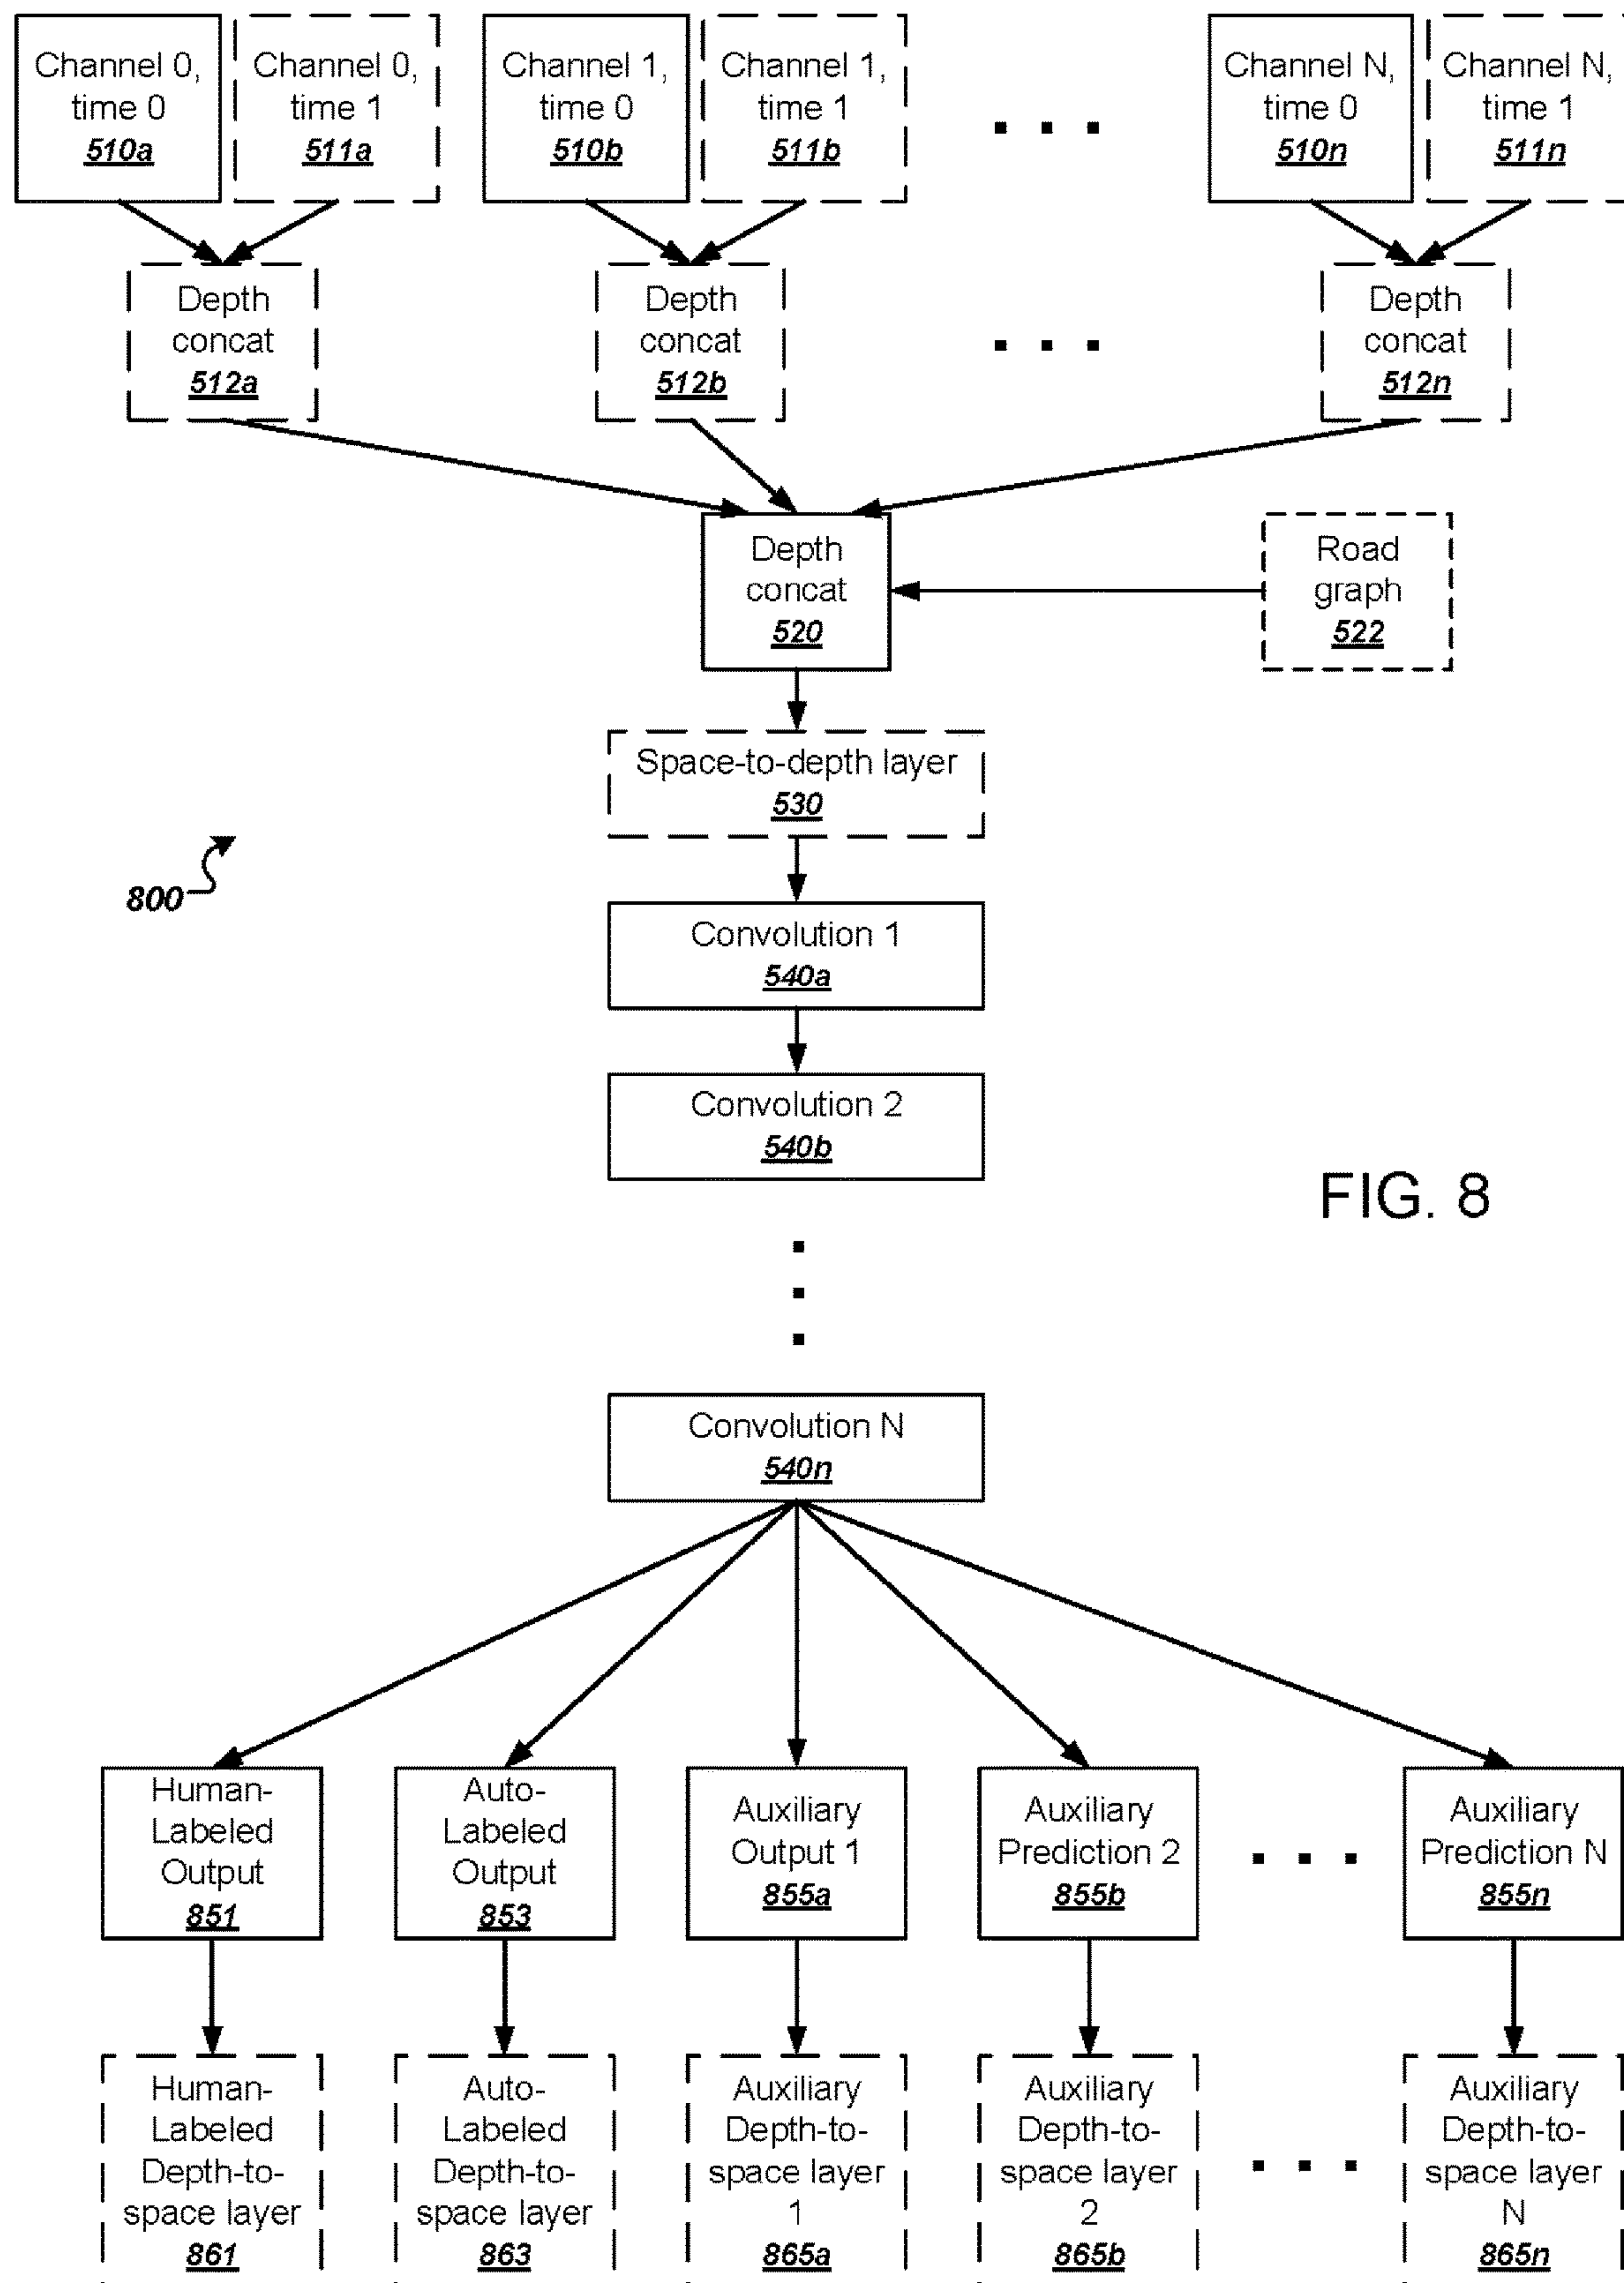 Channel 0,
time 0
510a
Channel 0,
time 1
511a
Channel 1,
time 0
510b
Channel 1,
time 1
511b
Channel N,
time 0
510n
Channel N,
time 1
511n
Depth
concat
512a
Depth
concat
512b
Depth
concat
512n
Depth
concat
520
Road
graph
522
Space-to-depth layer
530
800
Convolution 1
540a
Convolution 2
540b
FIG. 8
Convolution N
540n
Human-
Labeled
Output
851
Auto-
Labeled
Output
853
Auxiliary
Output 1
855a
Auxiliary
Prediction 2
855b
Auxiliary
Prediction N
855n
Human-
Labeled
Depth-to-
space layer
861
Auto-
Labeled
Depth-to-
space layer
863
Auxiliary
Depth-to-
space layer
1
865a
Auxiliary
Depth-to-
space layer
2
865b
Auxiliary
Depth-to-
space layer
N
865n